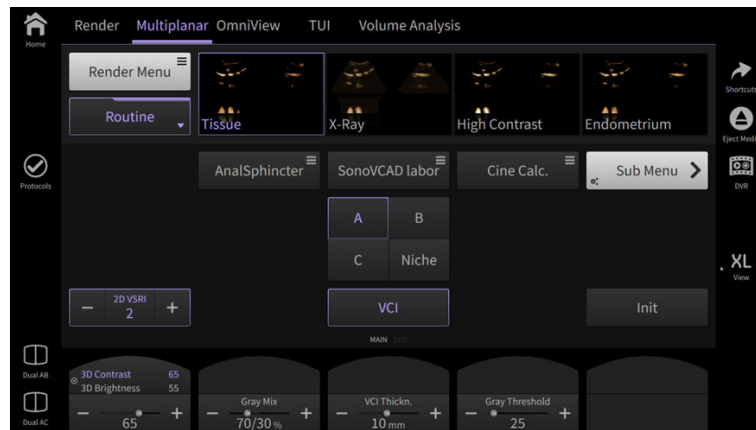 Home
Render Multiplanar OmniView TUI Volume Analysis
Render Menu
Routine
Tissue
X-Ray
High Contrast
Endometrium
Shortcuts
Eject Media
DVR
XL
View
Protocols
AnalSphincter
SonoVCAD labor
Cine Calc.
Sub Menu
A
B
C
Niche
2D VSRI
− 2 +
VCI
Init
MAIN SUB
Dual AB
Dual AC
3D Contrast 65
3D Brightness 55
− 65 +
Gray Mix
− 70/30 % +
VCI Thickn.
− 10 mm +
Gray Threshold
− 25 +